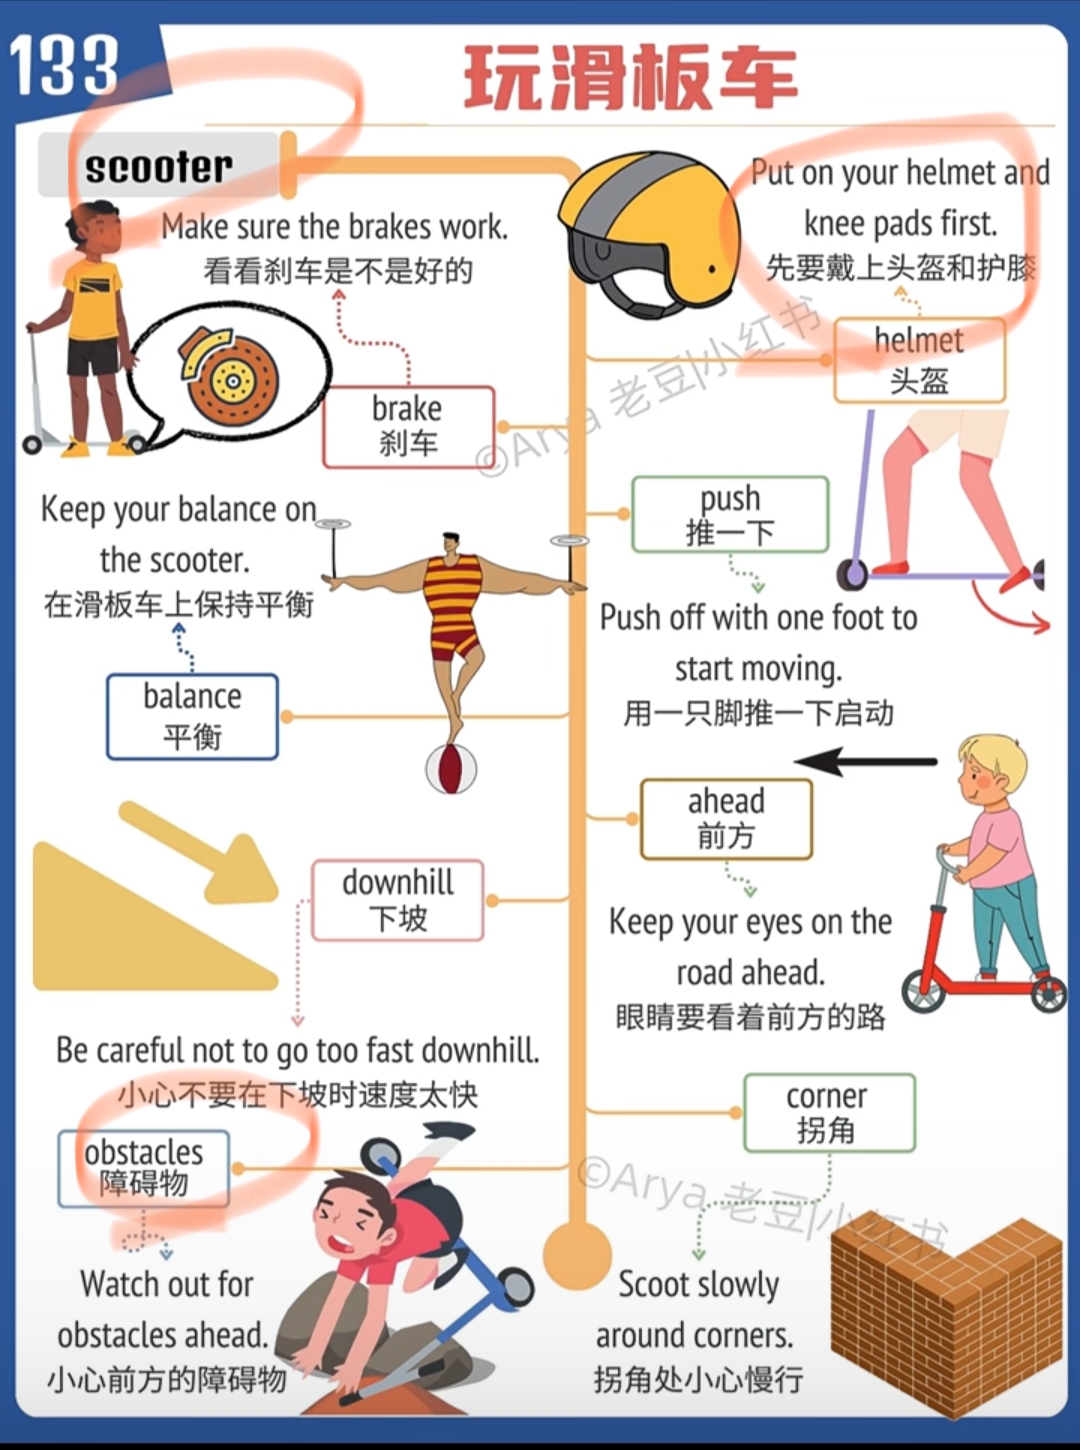 133
玩滑板车
scooter
Make sure the brakes work.
看看刹车是不是好的
brake
刹车
Put on your helmet and
knee pads first.
先要戴上头盔和护膝
helmet
头盔
Keep your balance on
the scooter.
在滑板车上保持平衡
balance
平衡
push
推一下
Push off with one foot to
start moving.
用一只脚推一下启动
ahead
前方
Keep your eyes on the
road ahead.
眼睛要看着前方的路
downhill
下坡
Be careful not to go too fast downhill.
小心不要在下坡时速度太快
corner
拐角
Scoot slowly
around corners.
拐角处小心慢行
obstacles
障碍物
Watch out for
obstacles ahead.
小心前方的障碍物
©Arya 老豆|小红书
©Arya 老豆|小红书